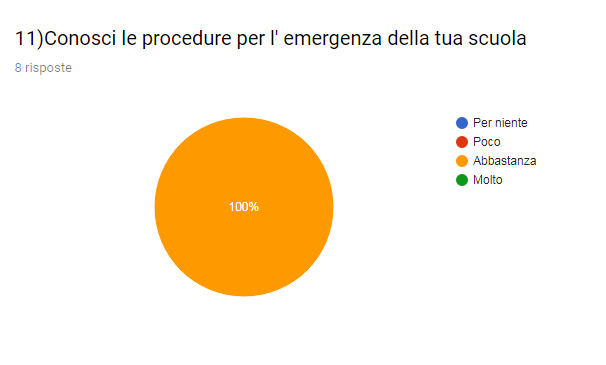 11)Conosci le procedure per l' emergenza della tua scuola
8 risposte
Per niente
Poco
Abbastanza
Molto
100%